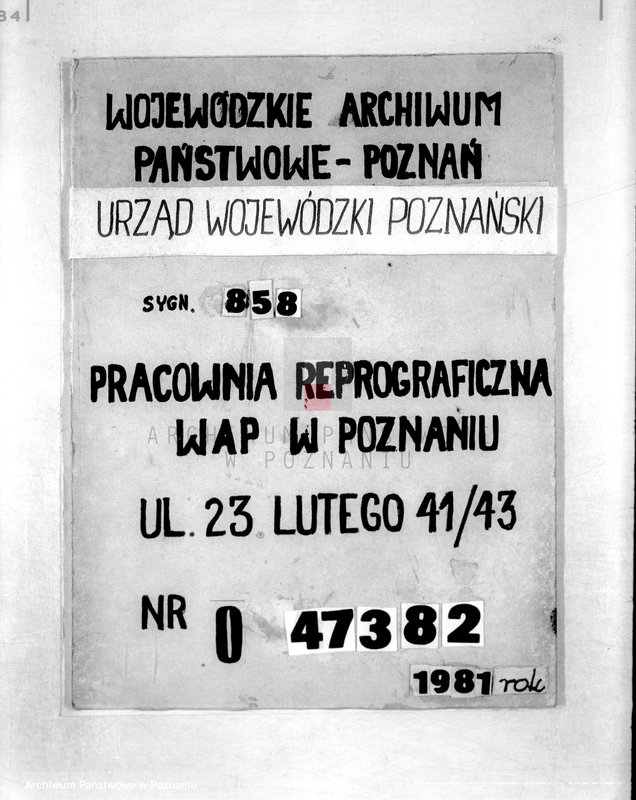 84
WOJEWÓDZKIE ARCHIWUM
PAŃSTWOWE - POZNAŃ
URZĄD WOJEWÓDZKI POZNAŃSKI
SYGN. 858
PRACOWNIA REPROGRAFICZNA
WAP W POZNANIU
ARCHIWUM PAŃSTWOWE
W POZNANIU
UL. 23 LUTEGO 41/43
NR 0 47382
1981 rok
Archiwum Państwowe w Poznaniu